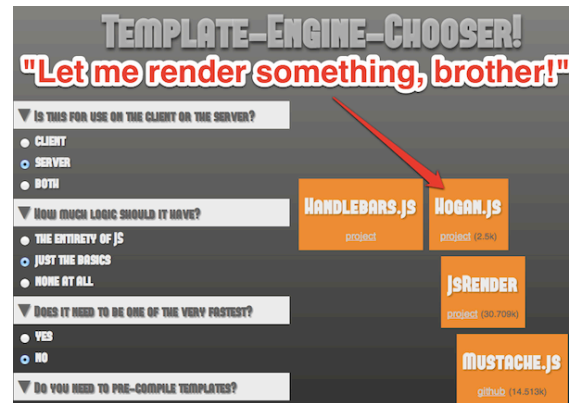 Template-Engine-Chooser!
"Let me render something, brother!"
Is this for use on the client or the server?
client
server
both
How much logic should it have?
the entirety of JS
just the basics
none at all
Does it need to be one of the very fastest?
yes
no
Do you need to pre-compile templates?
Handlebars.js
project
Hogan.js
project (2.5k)
JsRender
project (30.709k)
Mustache.js
github (14.513k)